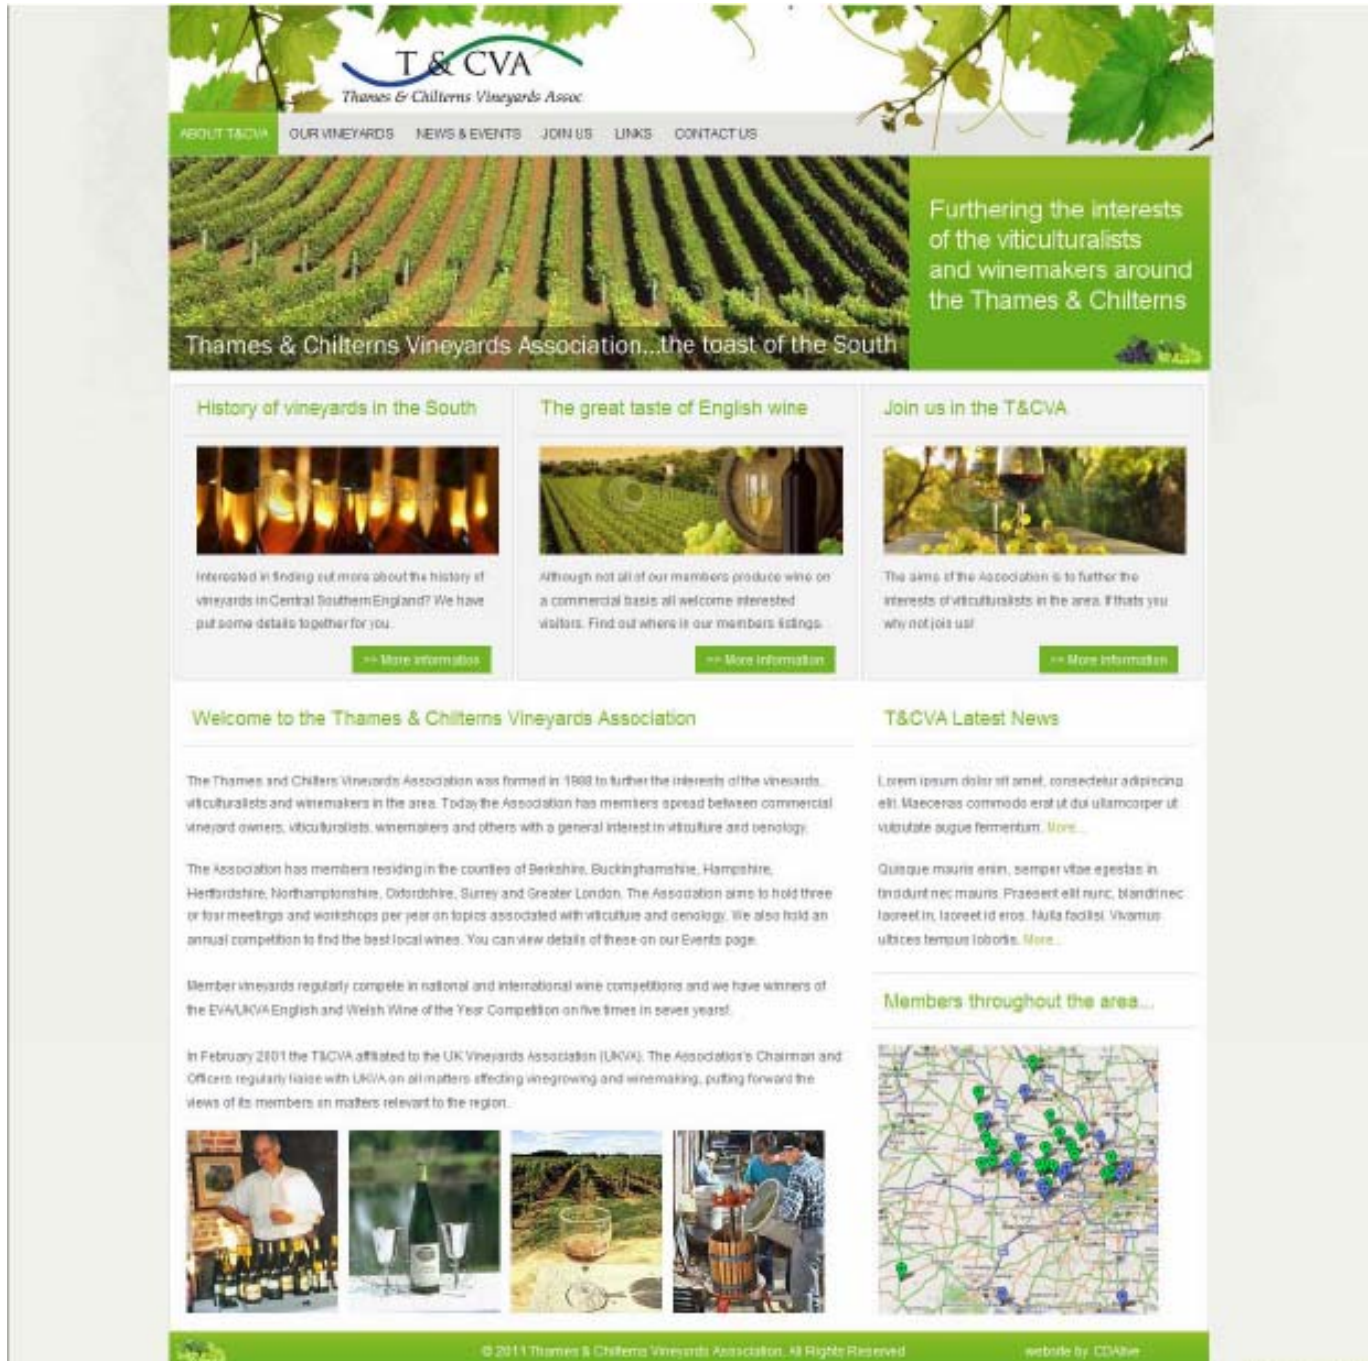 T & CVA
Thames & Chilterns Vineyards Assoc
ABOUT T&CVA OUR VINEYARDS NEWS & EVENTS JOIN US LINKS CONTACT US
Furthering the interests
of the viticulturalists
and winemakers around
the Thames & Chilterns
Thames & Chilterns Vineyards Association...the toast of the South
History of vineyards in the South
Interested in finding out more about the history of
vineyards in Central Southern England? We have
put some details together for you.
>> More Information
The great taste of English wine
Although not all of our members produce wine on
a commercial basis all welcome interested
visitors. Find out where in our members listings.
>> More Information
Join us in the T&CVA
The aims of the Association is to further the
interests of viticulturalists in the area. If thats you
why not join us!
>> More Information
Welcome to the Thames & Chilterns Vineyards Association
The Thames and Chilters Vineyards Association was formed in 1988 to further the interests of the vineyards,
viticulturalists and winemakers in the area. Today the Association has members spread between commercial
vineyard owners, viticulturalists, winemakers and others with a general interest in viticulture and oenology.
The Association has members residing in the counties of Berkshire, Buckinghamshire, Hampshire,
Hertfordshire, Northamptonshire, Oxfordshire, Surrey and Greater London. The Association aims to hold three
or four meetings and workshops per year on topics associated with viticulture and oenology. We also hold an
annual competition to find the best local wines. You can view details of these on our Events page.
Member vineyards regularly compete in national and international wine competitions and we have winners of
the EVA/UKVA English and Welsh Wine of the Year Competition on five times in seven years!.
In February 2001 the T&CVA affiliated to the UK Vineyards Association (UKVA). The Association's Chairman and
Officers regularly liaise with UKVA on all matters affecting vinegrowing and winemaking, putting forward the
views of its members on matters relevant to the region.
T&CVA Latest News
Lorem ipsum dolor sit amet, consectetur adipiscing
elit. Maecenas commodo erat ut dui ullamcorper ut
vulputate augue fermentum. More...
Quisque mauris enim, semper vitae egestas in,
tincidunt nec mauris. Praesent elit nunc, blandit nec
laoreet in, laoreet id eros. Nulla facilisi. Vivamus
ultrices tempus lobortis. More...
Members throughout the area...
© 2011 Thames & Chilterns Vineyards Association. All Rights Reserved
website by CDAlive